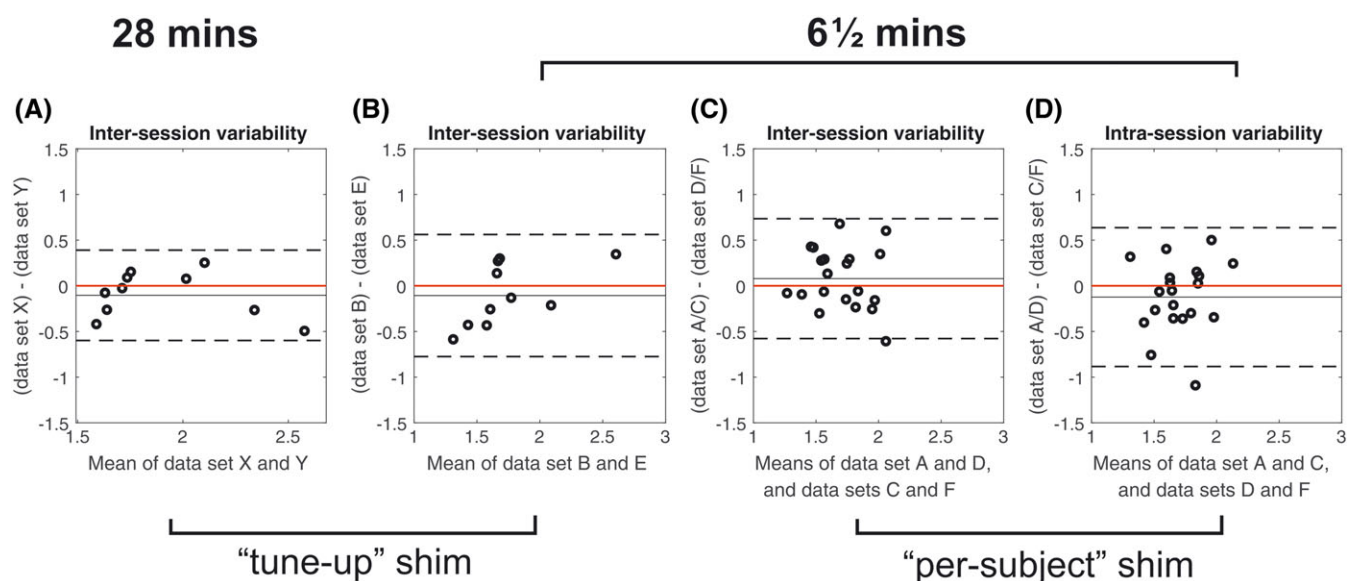 28 mins
6½ mins
(A)
Inter-session variability
(data set X) - (data set Y)
1.5
1
0.5
0
-0.5
-1
-1.5
1.5
2
2.5
Mean of data set X and Y
(B)
Inter-session variability
(data set B) - (data set E)
1.5
1
0.5
0
-0.5
-1
-1.5
1
1.5
2
2.5
3
Mean of data set B and E
(C)
Inter-session variability
(data set A/C) - (data set D/F)
1.5
1
0.5
0
0.5
1
-1.5
1
1.5
2
2.5
3
Means of data set A and D,
and data sets C and F
(D)
Intra-session variability
(data set A/D) - (data set C/F)
1.5
1
0.5
0
-0.5
-1
-1.5
1
1.5
2
2.5
3
Means of data set A and C,
and data sets D and F
“tune-up” shim
“per-subject” shim